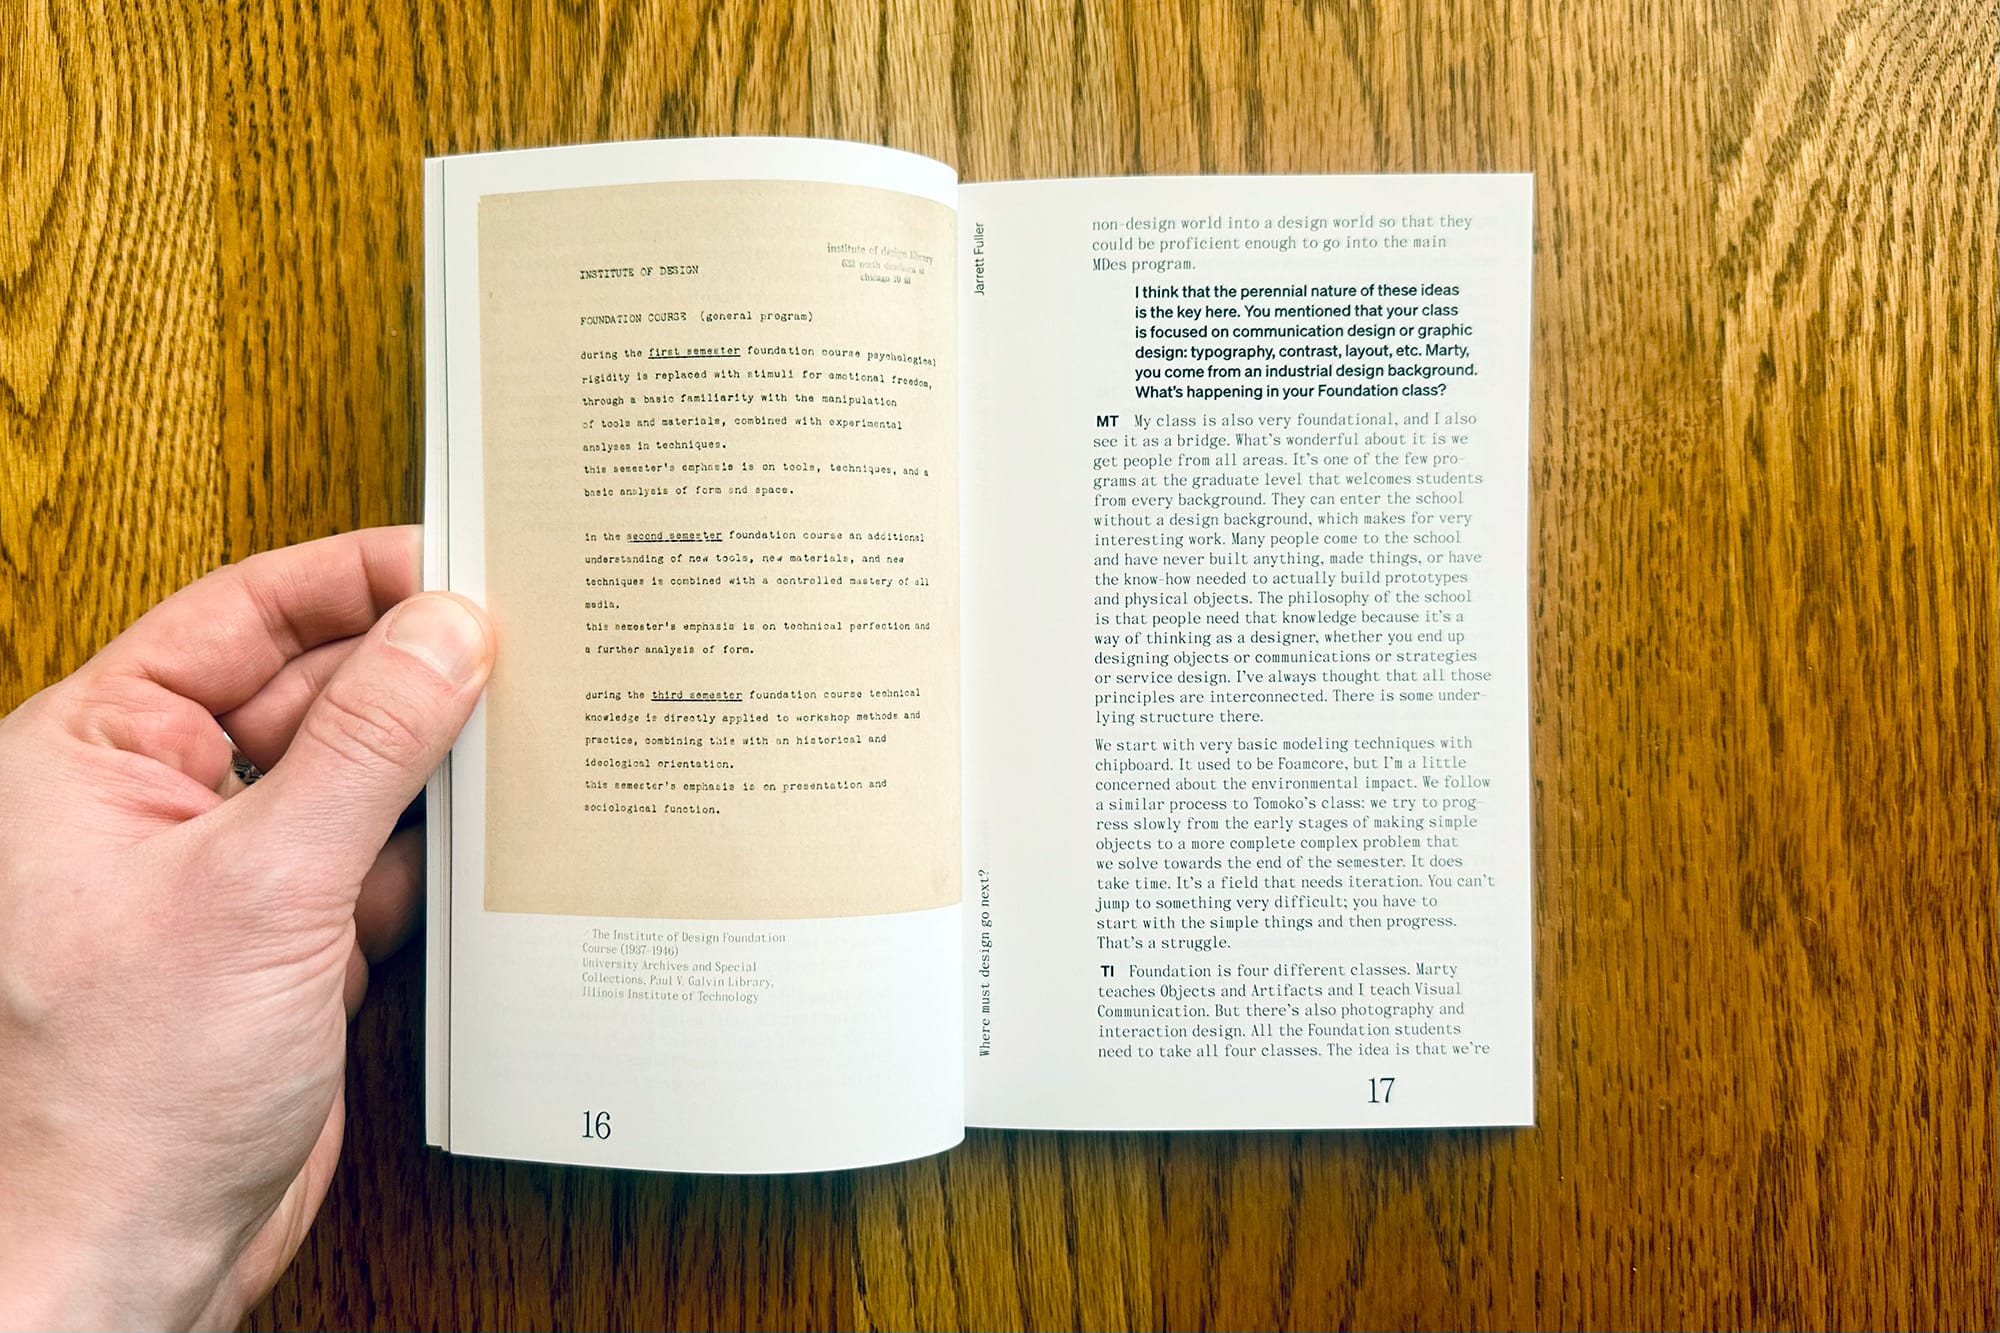 institute of design library
632 north dearborn st
chicago 10 ill
INSTITUTE OF DESIGN
FOUNDATION COURSE (general program)
during the first semester foundation course psychological
rigidity is replaced with stimuli for emotional freedom,
through a basic familiarity with the manipulation
of tools and materials, combined with experimental
analyses in techniques.
this semester's emphasis is on tools, techniques, and a
basic analysis of form and space.
in the second semester foundation course an additional
understanding of new tools, new materials, and new
techniques is combined with a controlled mastery of all
media.
this semester's emphasis is on technical perfection and
a further analysis of form.
during the third semester foundation course technical
knowledge is directly applied to workshop methods and
practice, combining this with an historical and
ideological orientation.
this semester's emphasis is on presentation and
sociological function.
/ The Institute of Design Foundation
Course (1937–1946)
University Archives and Special
Collections, Paul V. Galvin Library,
Illinois Institute of Technology
16
Jarrett Fuller
Where must design go next?
non-design world into a design world so that they
could be proficient enough to go into the main
MDes program.
I think that the perennial nature of these ideas
is the key here. You mentioned that your class
is focused on communication design or graphic
design: typography, contrast, layout, etc. Marty,
you come from an industrial design background.
What's happening in your Foundation class?
MT My class is also very foundational, and I also
see it as a bridge. What's wonderful about it is we
get people from all areas. It's one of the few pro-
grams at the graduate level that welcomes students
from every background. They can enter the school
without a design background, which makes for very
interesting work. Many people come to the school
and have never built anything, made things, or have
the know-how needed to actually build prototypes
and physical objects. The philosophy of the school
is that people need that knowledge because it's a
way of thinking as a designer, whether you end up
designing objects or communications or strategies
or service design. I've always thought that all those
principles are interconnected. There is some under-
lying structure there.
We start with very basic modeling techniques with
chipboard. It used to be Foamcore, but I'm a little
concerned about the environmental impact. We follow
a similar process to Tomoko's class: we try to prog-
ress slowly from the early stages of making simple
objects to a more complete complex problem that
we solve towards the end of the semester. It does
take time. It's a field that needs iteration. You can't
jump to something very difficult; you have to
start with the simple things and then progress.
That's a struggle.
TI Foundation is four different classes. Marty
teaches Objects and Artifacts and I teach Visual
Communication. But there's also photography and
interaction design. All the Foundation students
need to take all four classes. The idea is that we're
17